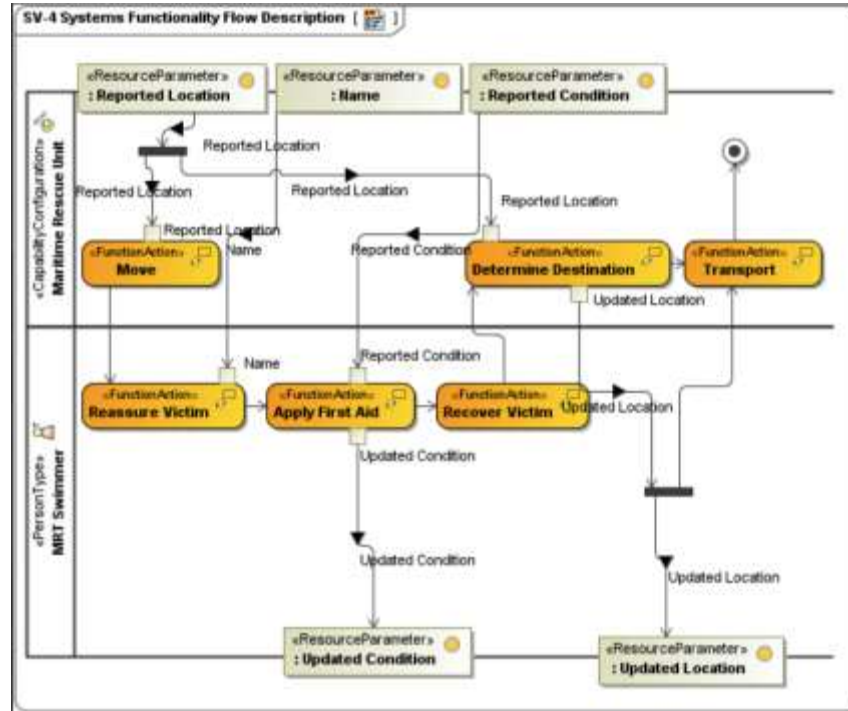 SV-4 Systems Functionality Flow Description [ ]
«ResourceParameter»
: Reported Location
«ResourceParameter»
: Name
«ResourceParameter»
: Reported Condition
«CapabilityConfiguration»
Maritime Rescue Unit
Reported Location
Reported Location
Reported Location
Reported Location
Reported Location
Name
Reported Condition
«FunctionAction»
Move
«FunctionAction»
Determine Destination
«FunctionAction»
Transport
Updated Location
«PersonType»
MRT Swimmer
Name
Reported Condition
«FunctionAction»
Reassure Victim
«FunctionAction»
Apply First Aid
«FunctionAction»
Recover Victim
Updated Location
Updated Condition
Updated Condition
Updated Location
«ResourceParameter»
: Updated Condition
«ResourceParameter»
: Updated Location